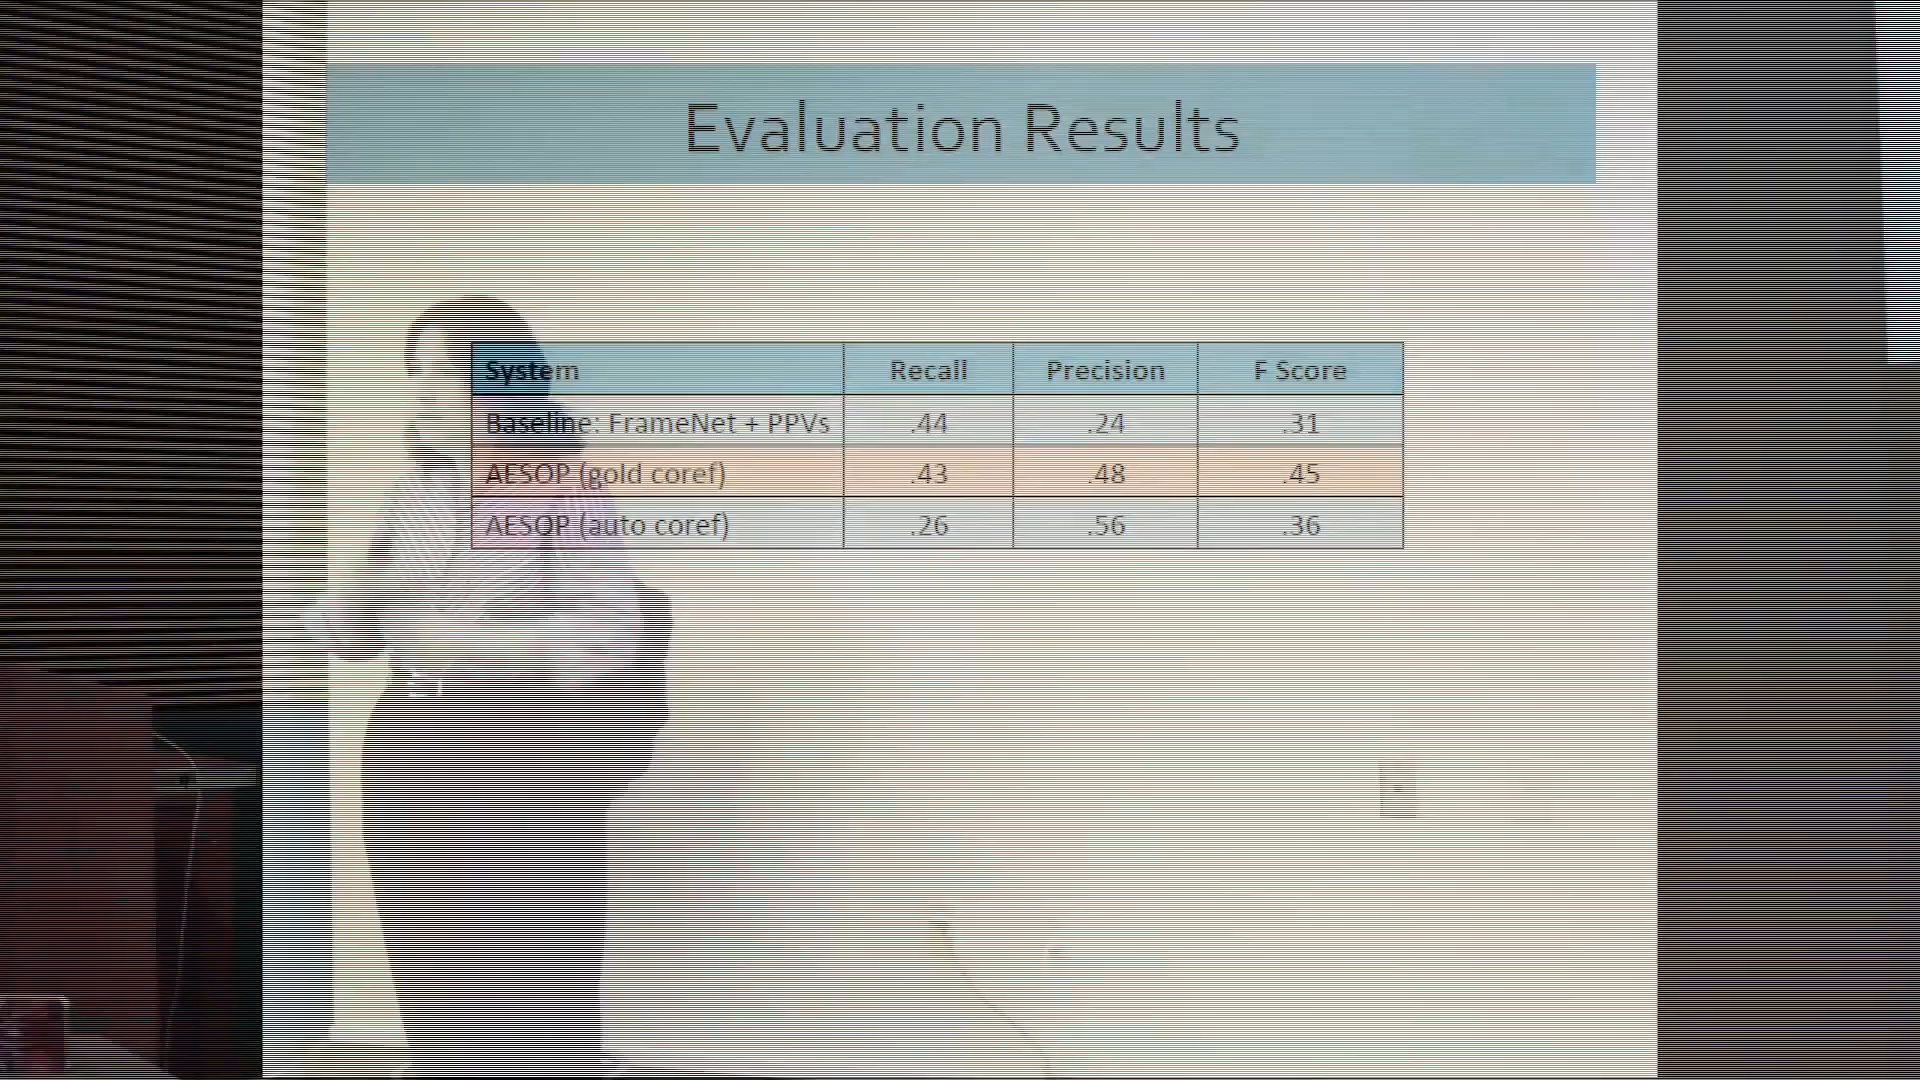 Evaluation Results
System Recall Precision F Score
Baseline: FrameNet + PPVs .44 .24 .31
AESOP (gold coref) .43 .48 .45
AESOP (auto coref) .26 .56 .36